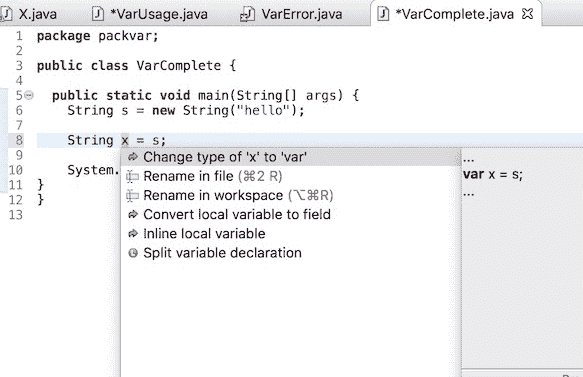 X.java *VarUsage.java VarError.java *VarComplete.java
1 package packvar;
2
3 public class VarComplete {
4
5 public static void main(String[] args) {
6 String s = new String("hello");
7
8 String x = s;
9
10 System.
11 }
12 }
13
Change type of 'x' to 'var'
Rename in file (⌘2 R)
Rename in workspace (⌥⌘R)
Convert local variable to field
Inline local variable
Split variable declaration
...
var x = s;
...